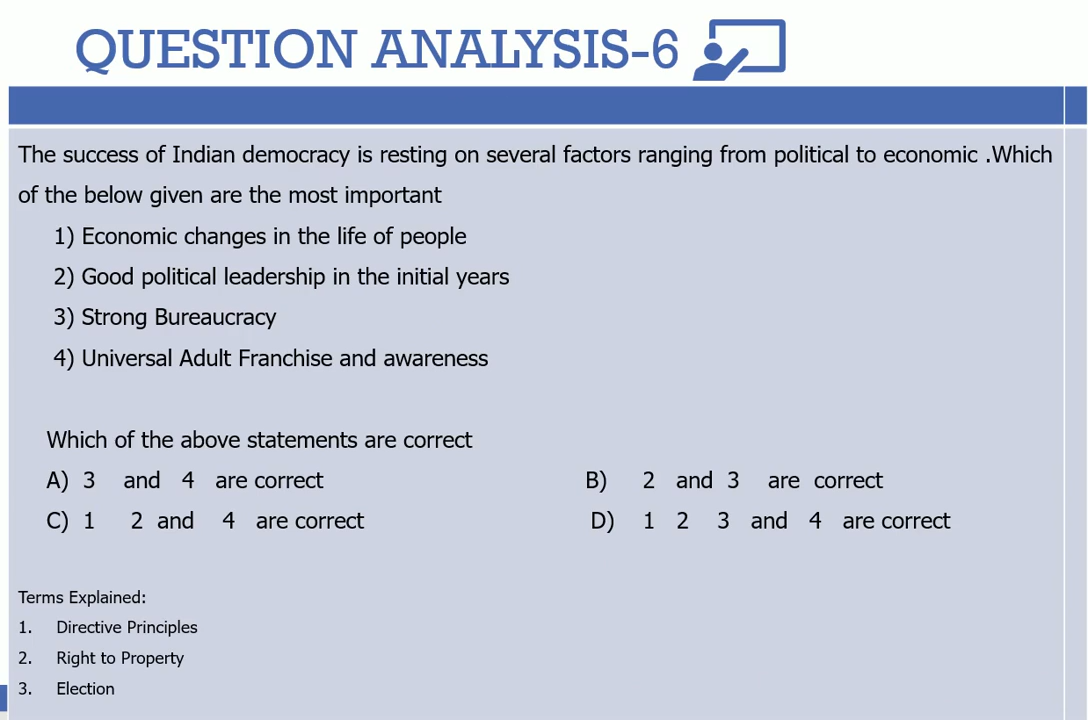 QUESTION ANALYSIS-6
The success of Indian democracy is resting on several factors ranging from political to economic .Which
of the below given are the most important
1) Economic changes in the life of people
2) Good political leadership in the initial years
3) Strong Bureaucracy
4) Universal Adult Franchise and awareness
Which of the above statements are correct
A) 3 and 4 are correct
B) 2 and 3 are correct
C) 1 2 and 4 are correct
D) 1 2 3 and 4 are correct
Terms Explained:
1. Directive Principles
2. Right to Property
3. Election